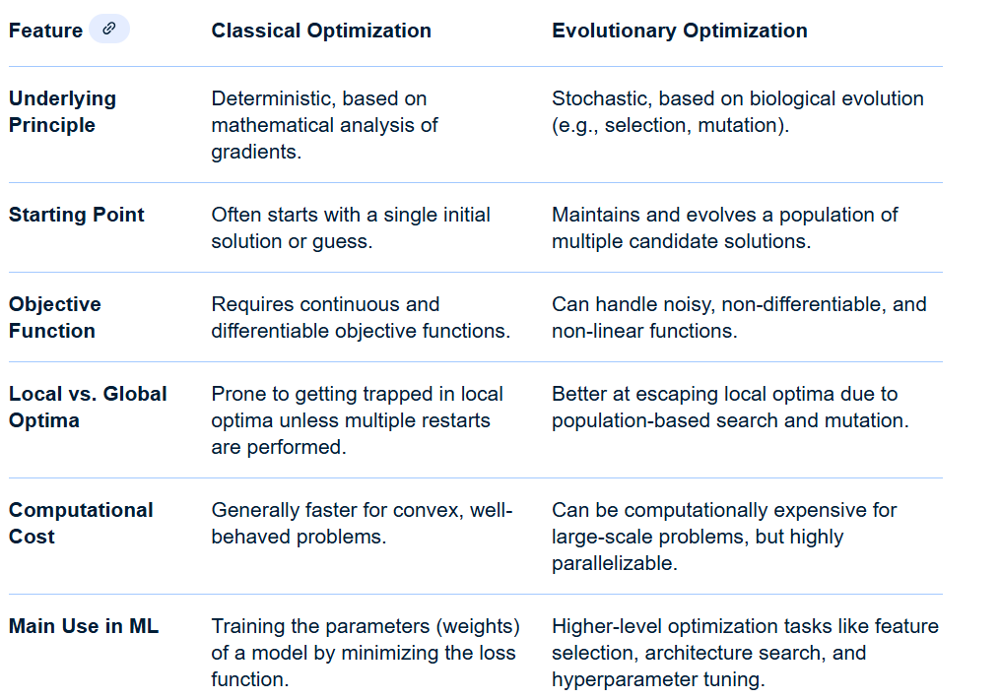 Feature Classical Optimization Evolutionary Optimization
Underlying Deterministic, based on Stochastic, based on biological evolution
Principle mathematical analysis of (e.g., selection, mutation).
gradients.
Starting Point Often starts with a single initial Maintains and evolves a population of
solution or guess. multiple candidate solutions.
Objective Requires continuous and Can handle noisy, non-differentiable, and
Function differentiable objective functions. non-linear functions.
Local vs. Global Prone to getting trapped in local Better at escaping local optima due to
Optima optima unless multiple restarts population-based search and mutation.
are performed.
Computational Generally faster for convex, well- Can be computationally expensive for
Cost behaved problems. large-scale problems, but highly
parallelizable.
Main Use in ML Training the parameters (weights) Higher-level optimization tasks like feature
of a model by minimizing the loss selection, architecture search, and
function. hyperparameter tuning.